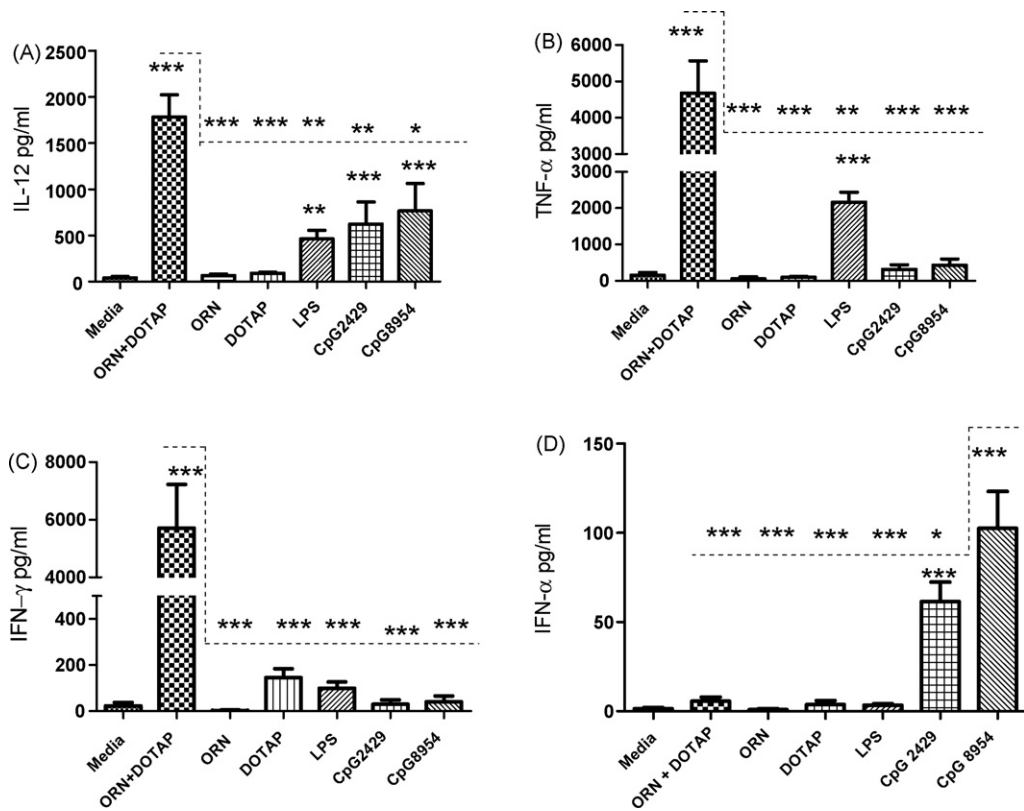 (A)
IL-12 pg/ml
2500
2000
1500
1000
500
0
***
*** *** ** ** *
** *** ***
Media
ORN+DOTAP
ORN
DOTAP
LPS
CpG2429
CpG8954
(B)
TNF-α pg/ml
6000
5000
4000
3000
2000
1000
0
***
*** *** ** *** ***
***
Media
ORN+DOTAP
ORN
DOTAP
LPS
CpG2429
CpG8954
(C)
IFN–γ pg/ml
8000
6000
4000
400
200
0
***
*** *** *** *** ***
Media
ORN+DOTAP
ORN
DOTAP
LPS
CpG2429
CpG8954
(D)
IFN-α pg/ml
150
100
50
0
***
*** *** *** *** *
***
Media
ORN + DOTAP
ORN
DOTAP
LPS
CpG 2429
CpG 8954